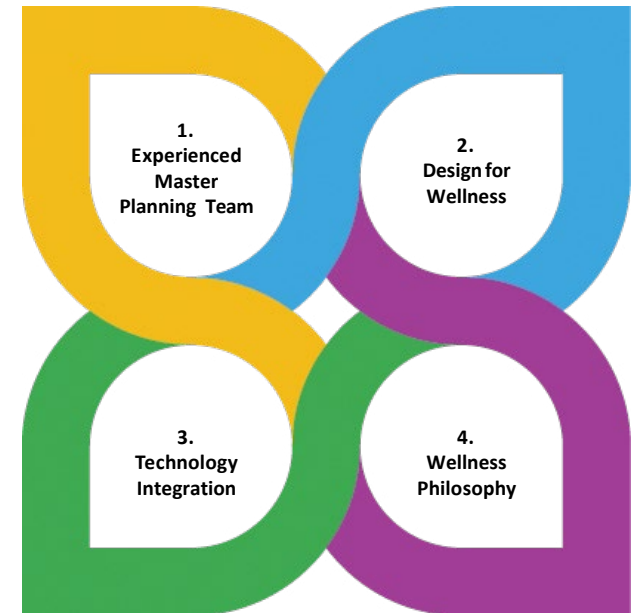 1.
Experienced
Master
Planning Team
2.
Design for
Wellness
3.
Technology
Integration
4.
Wellness
Philosophy